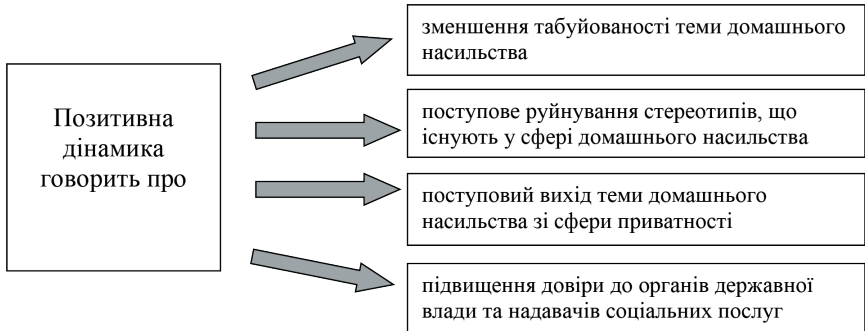 Позитивна
дінамика
говорить про
зменшення табуйованості теми домашнього
насильства
поступове руйнування стереотипів, що
існують у сфері домашнього насильства
поступовий вихід теми домашнього
насильства зі сфери приватності
підвищення довіри до органів державної
влади та надавачів соціальних послуг